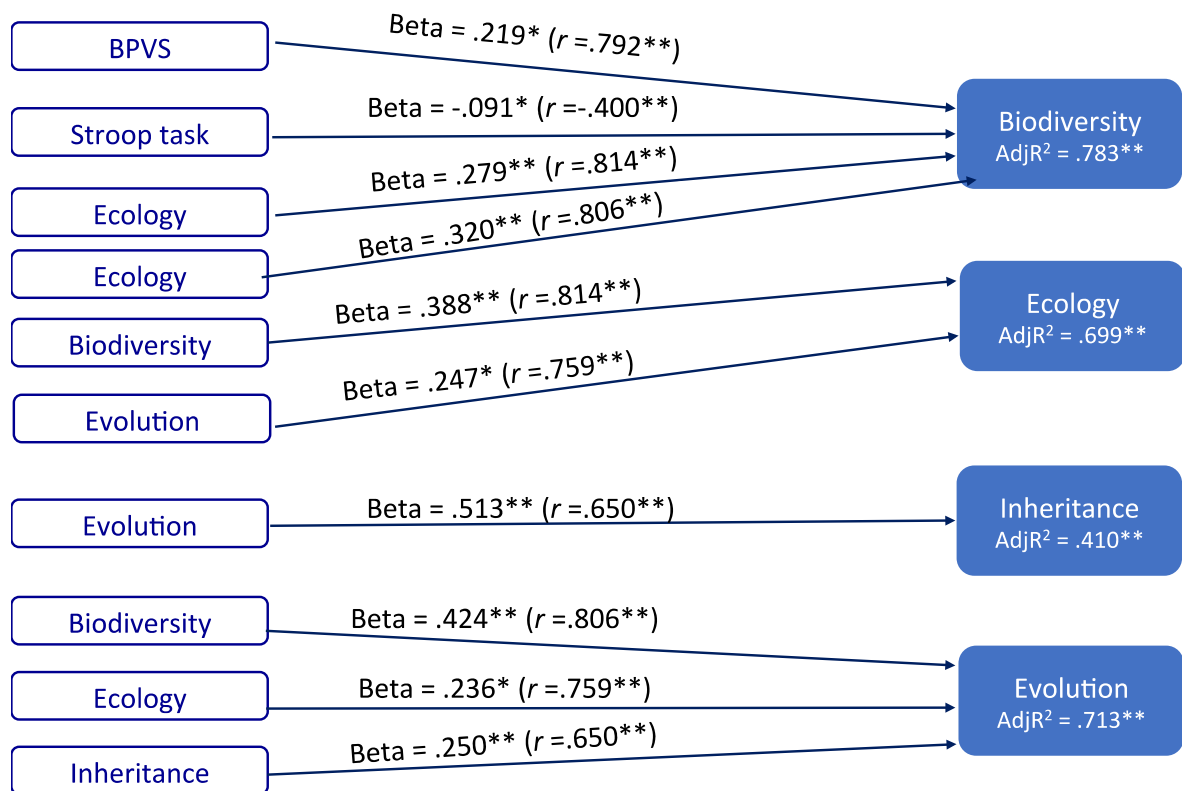 BPVS
Beta = .219* (r =.792**)
Stroop task
Beta = -.091* (r =-.400**)
Biodiversity
AdjR² = .783**
Ecology
Beta = .279** (r =.814**)
Ecology
Beta = .320** (r =.806**)
Biodiversity
Beta = .388** (r =.814**)
Ecology
AdjR² = .699**
Evolution
Beta = .247* (r =.759**)
Evolution
Beta = .513** (r =.650**)
Inheritance
AdjR² = .410**
Biodiversity
Beta = .424** (r =.806**)
Ecology
Beta = .236* (r =.759**)
Evolution
AdjR² = .713**
Inheritance
Beta = .250** (r =.650**)